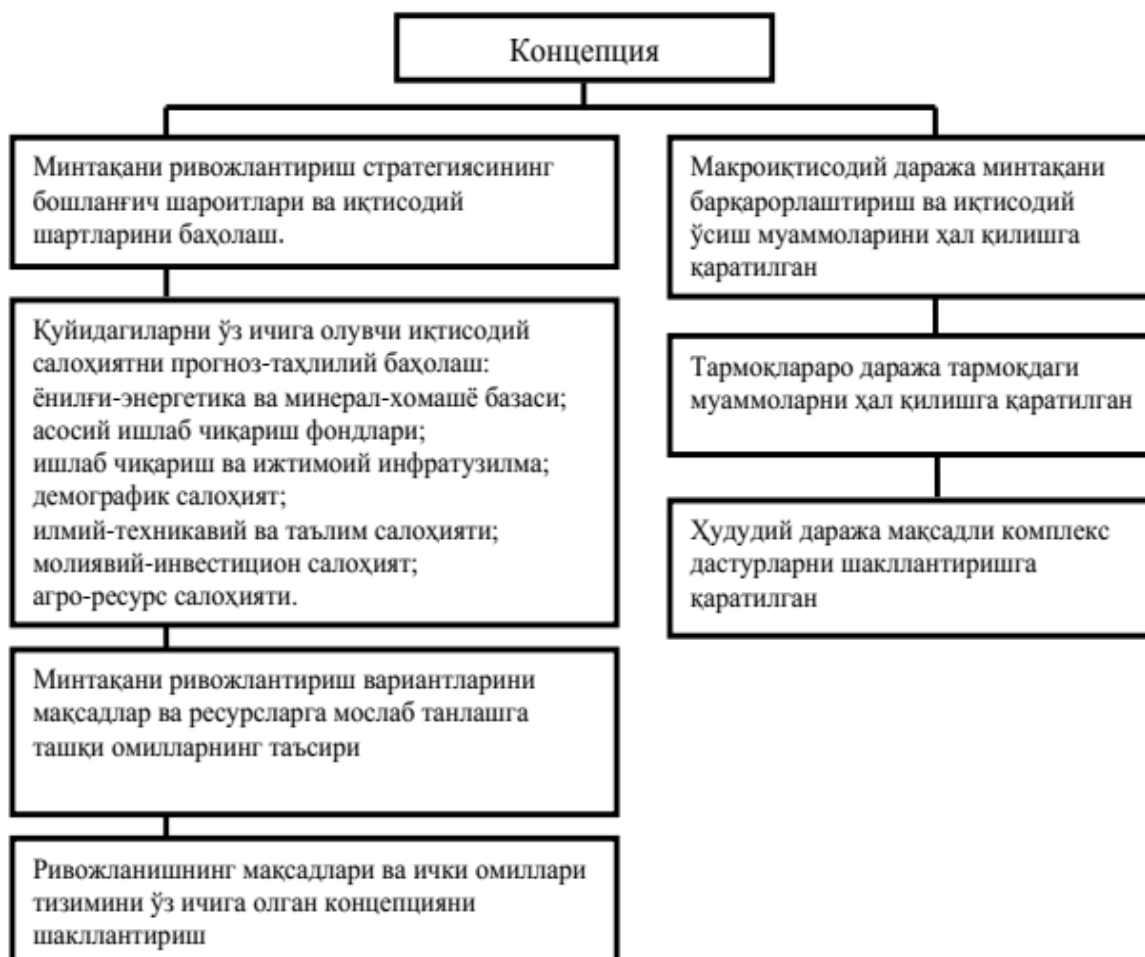 Концепция
Минтақани ривожлантириш стратегиясининг
бошланғич шароитлари ва иқтисодий
шартларини баҳолаш.
Қуйидагиларни ўз ичига олувчи иқтисодий
салоҳиятни прогноз-таҳлилий баҳолаш:
ёнилғи-энергетика ва минерал-хомашё базаси;
асосий ишлаб чиқариш фондлари;
ишлаб чиқариш ва ижтимоий инфратузилма;
демографик салоҳият;
илмий-техникавий ва таълим салоҳияти;
молиявий-инвестицион салоҳият;
агро-ресурс салоҳияти.
Минтақани ривожлантириш вариантларини
мақсадлар ва ресурсларга мослаб танлашга
ташқи омилларнинг таъсири
Ривожланишнинг мақсадлари ва ички омиллари
тизимини ўз ичига олган концепцияни
шакллантириш
Макроиқтисодий даража минтақани
барқарорлаштириш ва иқтисодий
ўсиш муаммоларини ҳал қилишга
қаратилган
Тармоқлараро даража тармоқдаги
муаммоларни ҳал қилишга қаратилган
Ҳудудий даража мақсадли комплекс
дастурларни шакллантиришга
қаратилган